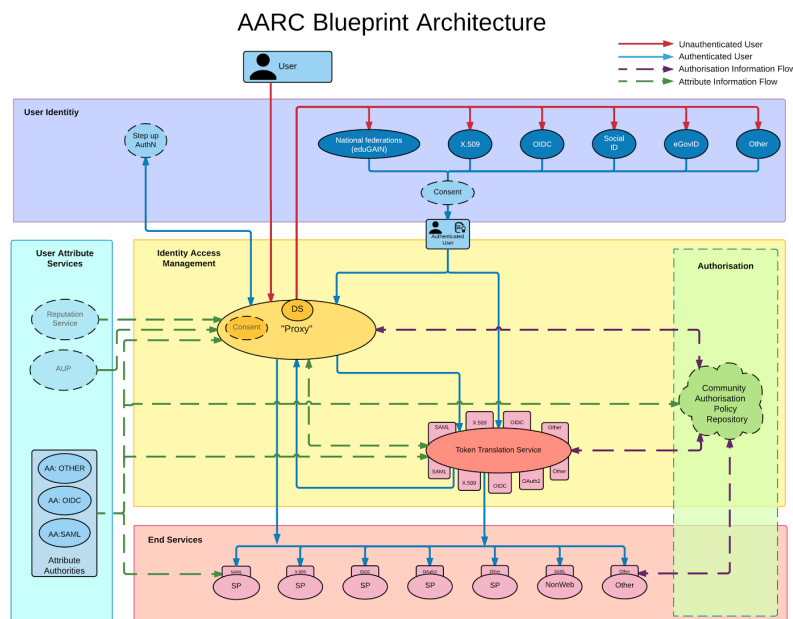 AARC Blueprint Architecture
User
Unauthenticated User
Authenticated User
Authorisation Information Flow
Attribute Information Flow
User Identitiy
Step up
AuthN
National federations
(eduGAIN)
X.509
OIDC
Social
ID
eGovID
Other
Consent
Authenticated
User
User Attribute
Services
Identity Access
Management
Authorisation
Reputation
Service
AUP
DS
Consent
"Proxy"
Community
Authorisation
Policy
Repository
SAML
X.509
OIDC
Other
Token Translation Service
SAML
X.509
OIDC
OAuth2
Other
AA: OTHER
AA: OIDC
AA:SAML
Attribute
Authorities
End Services
SAML
X.509
OIDC
OAuth2
Other
SAML
Other
SP
SP
SP
SP
SP
NonWeb
Other